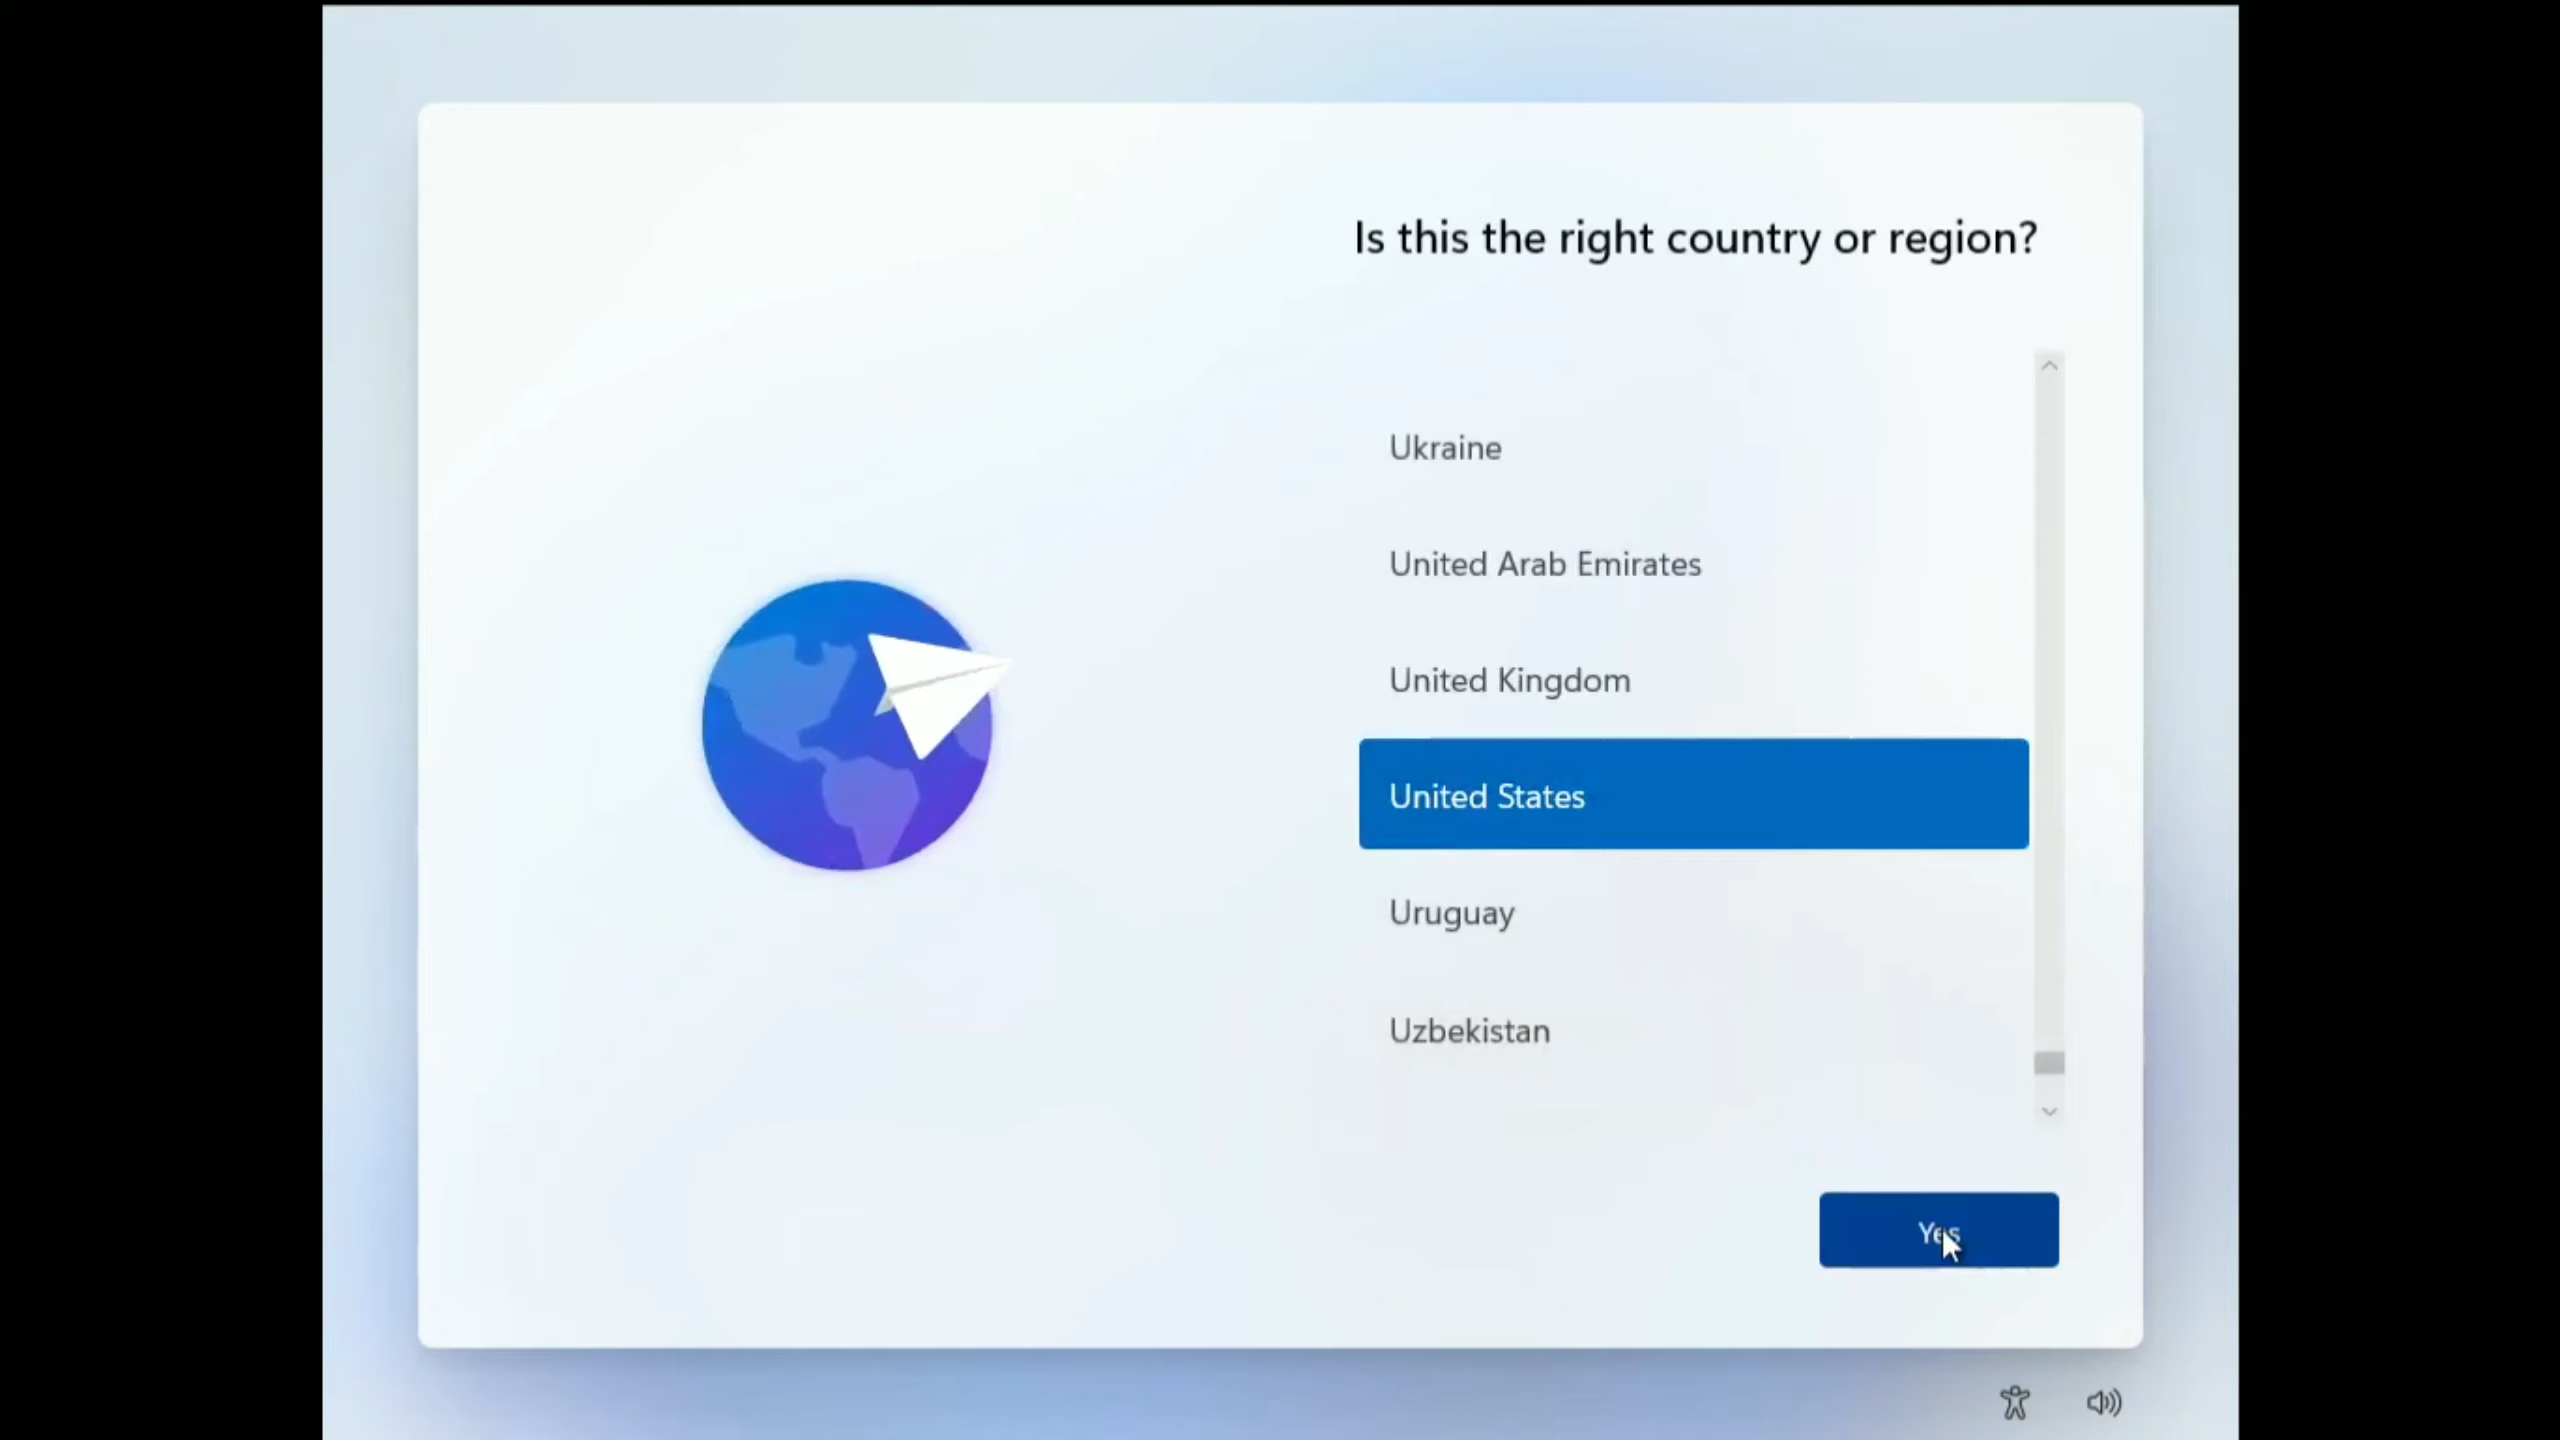 Is this the right country or region?
Ukraine
United Arab Emirates
United Kingdom
United States
Uruguay
Uzbekistan
Yes